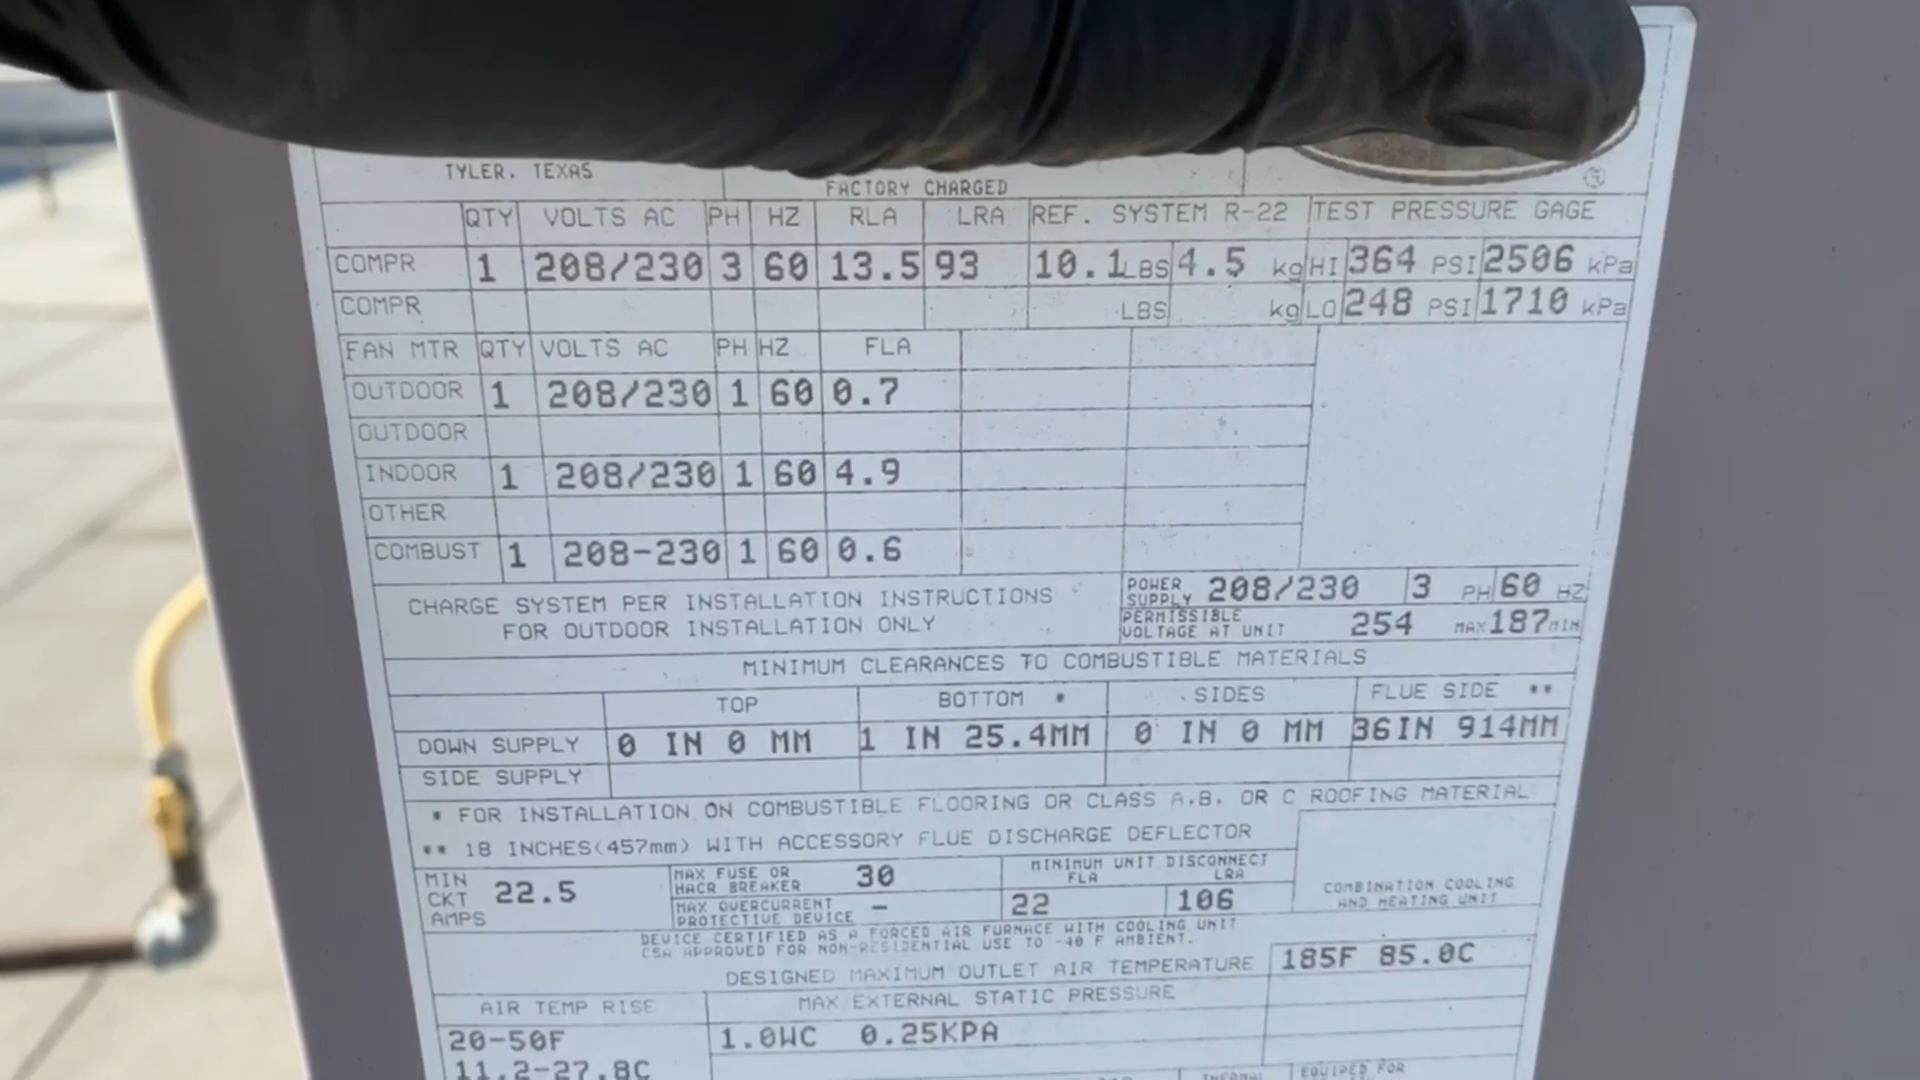 TYLER, TEXAS
FACTORY CHARGED
QTY VOLTS AC PH HZ RLA LRA REF. SYSTEM R-22 TEST PRESSURE GAGE
COMPR 1 208/230 3 60 13.5 93 10.1 LBS 4.5 kg HI 364 PSI 2506 kPa
COMPR LBS kg LO 248 PSI 1710 kPa
FAN MTR QTY VOLTS AC PH HZ FLA
OUTDOOR 1 208/230 1 60 0.7
OUTDOOR
INDOOR 1 208/230 1 60 4.9
OTHER
COMBUST 1 208-230 1 60 0.6
CHARGE SYSTEM PER INSTALLATION INSTRUCTIONS
FOR OUTDOOR INSTALLATION ONLY
POWER SUPPLY 208/230 3 PH 60 HZ
PERMISSIBLE VOLTAGE AT UNIT 254 MAX 187 MIN
MINIMUM CLEARANCES TO COMBUSTIBLE MATERIALS
TOP BOTTOM * SIDES FLUE SIDE **
DOWN SUPPLY 0 IN 0 MM 1 IN 25.4MM 0 IN 0 MM 36IN 914MM
SIDE SUPPLY
* FOR INSTALLATION ON COMBUSTIBLE FLOORING OR CLASS A,B, OR C ROOFING MATERIAL
** 18 INCHES(457mm) WITH ACCESSORY FLUE DISCHARGE DEFLECTOR
MIN CKT AMPS 22.5
MAX FUSE OR HACR BREAKER 30
MAX OVERCURRENT PROTECTIVE DEVICE -
MINIMUM UNIT DISCONNECT
FLA LRA
22 106
COMBINATION COOLING
AND HEATING UNIT
DEVICE CERTIFIED AS A FORCED AIR FURNACE WITH COOLING UNIT
CSA APPROVED FOR NON-RESIDENTIAL USE TO -40 F AMBIENT.
DESIGNED MAXIMUM OUTLET AIR TEMPERATURE 185F 85.0C
AIR TEMP RISE MAX EXTERNAL STATIC PRESSURE
20-50F 1.0WC 0.25KPA
11.2-27.8C
THERMAL EQUIPED FOR